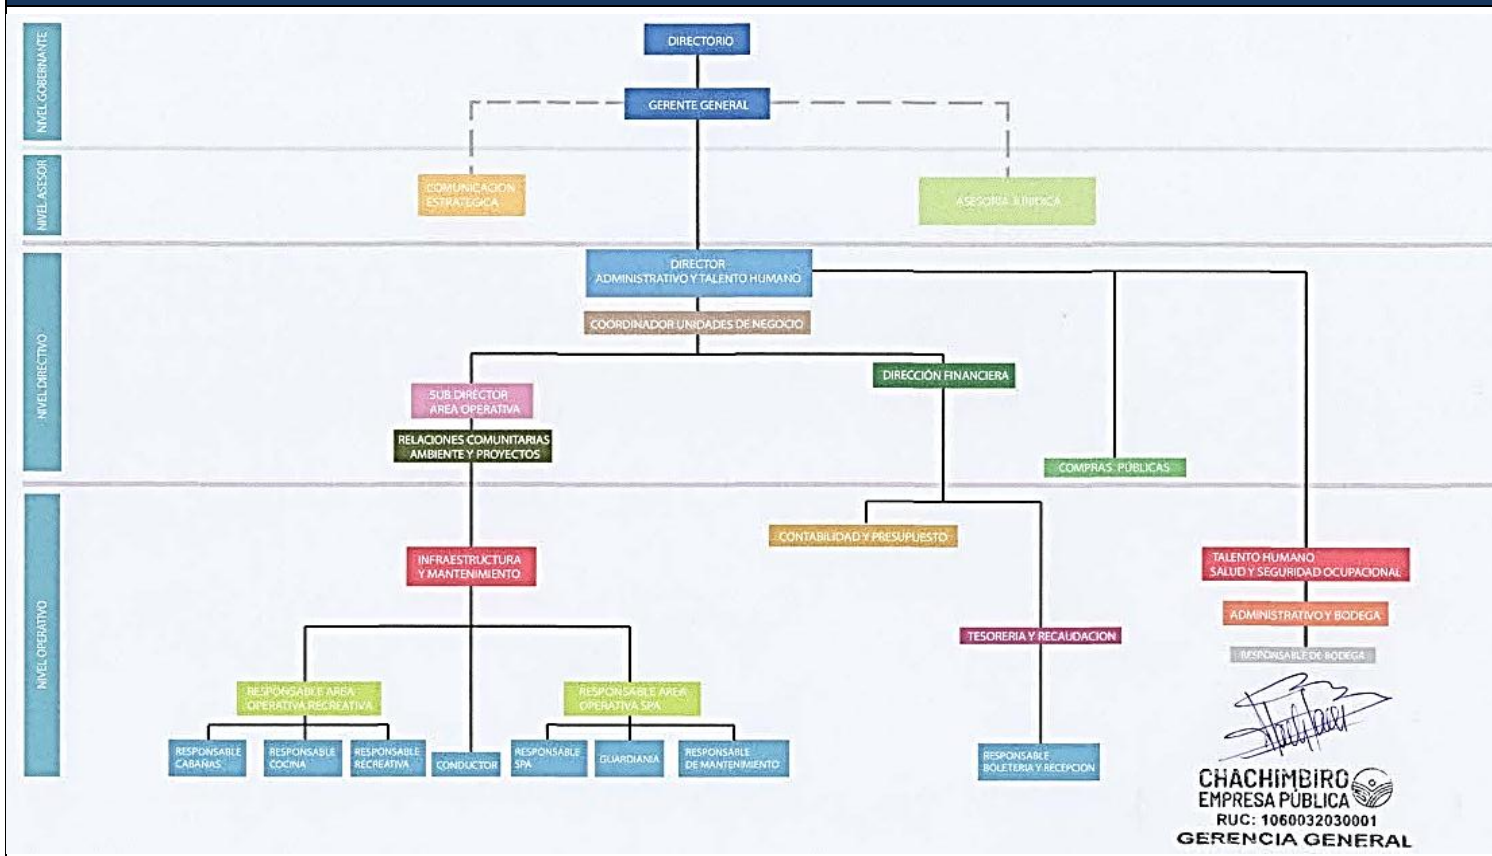 NIVEL GOBERNANTE
DIRECTORIO
GERENTE GENERAL
NIVEL ASESOR
COMUNICACION
ESTRATEGICA
ASESORIA JURIDICA
NIVEL DIRECTIVO
DIRECTOR
ADMINISTRATIVO Y TALENTO HUMANO
COORDINADOR UNIDADES DE NEGOCIO
DIRECCIÓN FINANCIERA
SUB DIRECTOR
AREA OPERATIVA
RELACIONES COMUNITARIAS
AMBIENTE Y PROYECTOS
COMPRAS PÚBLICAS
NIVEL OPERATIVO
CONTABILIDAD Y PRESUPUESTO
INFRAESTRUCTURA
Y MANTENIMIENTO
TALENTO HUMANO
SALUD Y SEGURIDAD OCUPACIONAL
ADMINISTRATIVO Y BODEGA
TESORERIA Y RECAUDACION
RESPONSABLE DE BODEGA
RESPONSABLE AREA
OPERATIVA RECREATIVA
RESPONSABLE AREA
OPERATIVA SPA
RESPONSABLE
CABAÑAS
RESPONSABLE
COCINA
RESPONSABLE
RECREATIVA
CONDUCTOR
RESPONSABLE
SPA
GUARDIANIA
RESPONSABLE
DE MANTENIMIENTO
RESPONSABLE
BOLETERIA Y RECEPCION
CHACHIMBIRO
EMPRESA PÚBLICA
RUC: 1060032030001
GERENCIA GENERAL